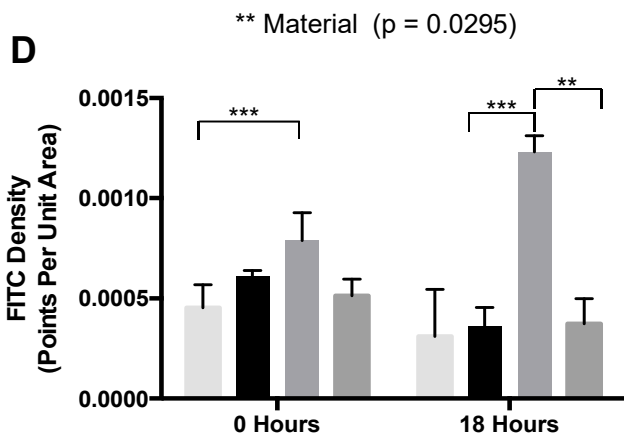 ** Material (p = 0.0295)
D
FITC Density
(Points Per Unit Area)
0.0015
0.0010
0.0005
0.0000
***
***
**
0 Hours
18 Hours